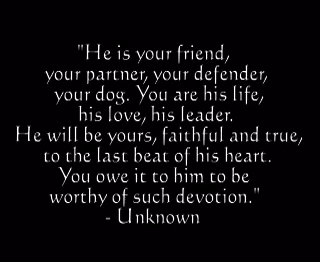 "He is your friend,
your partner, your defender,
your dog. You are his life,
his love, his leader.
He will be yours, faithful and true,
to the last beat of his heart.
You owe it to him to be
worthy of such devotion."
- Unknown